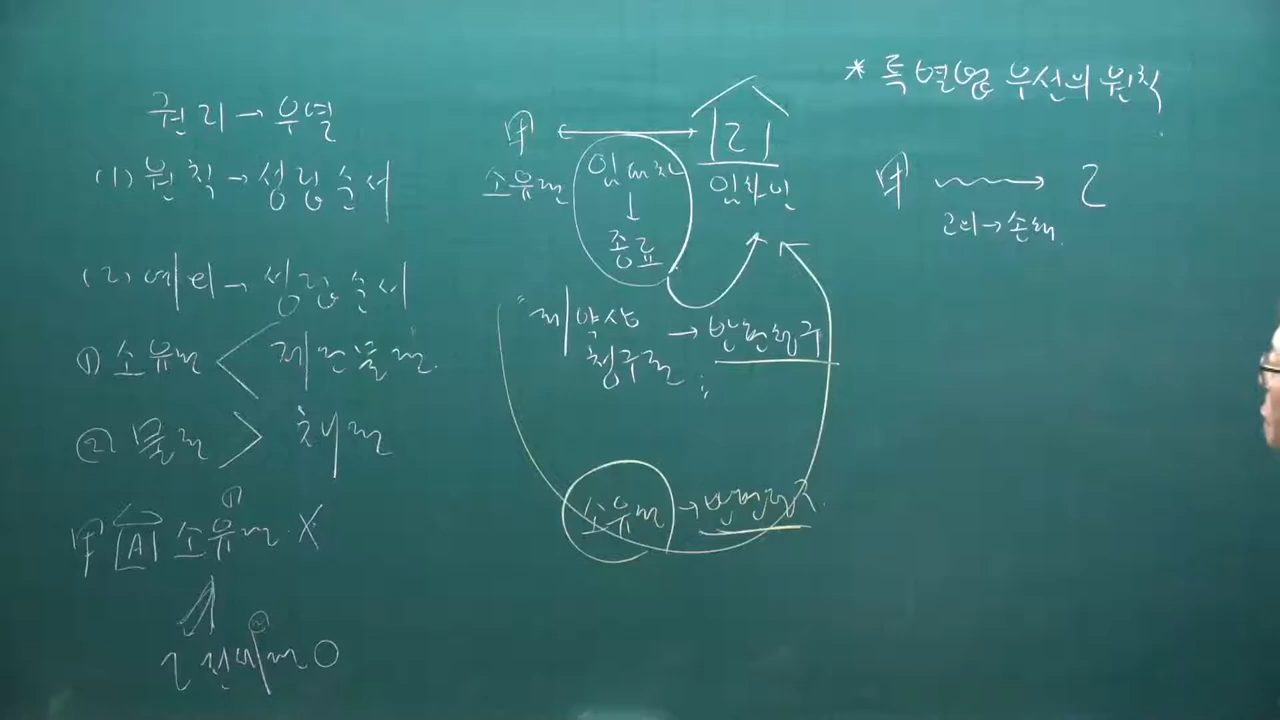 권리 → 우열
(1) 원칙 → 성립순서
(2) 예외 → 성립순서
① 소유권 < 제한물권.
② 물권 > 채권
①
甲 A 소유권 X
②
乙 전세권 O
甲 ↔ 乙
소유권 임대차 임차인
↓
종료
"계약상 → 반환청구
청구권"
소유권 → 반환청구
* 특별법 우선의 원칙
甲 → 乙
고의 → 손해.